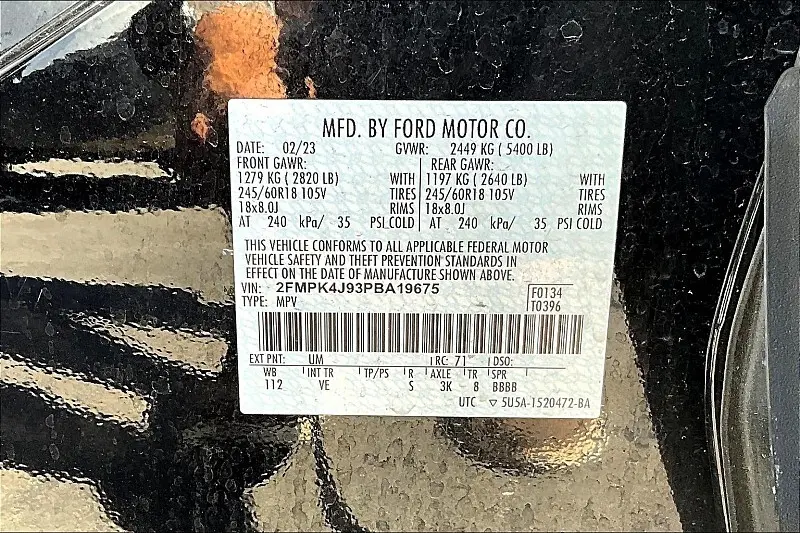 MFD. BY FORD MOTOR CO.
DATE: 02/23 GVWR: 2449 KG ( 5400 LB)
FRONT GAWR: REAR GAWR:
1279 KG ( 2820 LB) WITH 1197 KG ( 2640 LB) WITH
245/60R18 105V TIRES 245/60R18 105V TIRES
18x8.0J RIMS 18x8.0J RIMS
AT 240 kPa/ 35 PSI COLD AT 240 kPa/ 35 PSI COLD
THIS VEHICLE CONFORMS TO ALL APPLICABLE FEDERAL MOTOR
VEHICLE SAFETY AND THEFT PREVENTION STANDARDS IN
EFFECT ON THE DATE OF MANUFACTURE SHOWN ABOVE.
VIN: 2FMPK4J93PBA19675 F0134
TYPE: MPV T0396
EXT PNT: UM RC: 71 DSO:
WB INT TR TP/PS R AXLE TR SPR
112 VE S 3K 8 BBBB
UTC ▽ 5U5A-1520472-BA